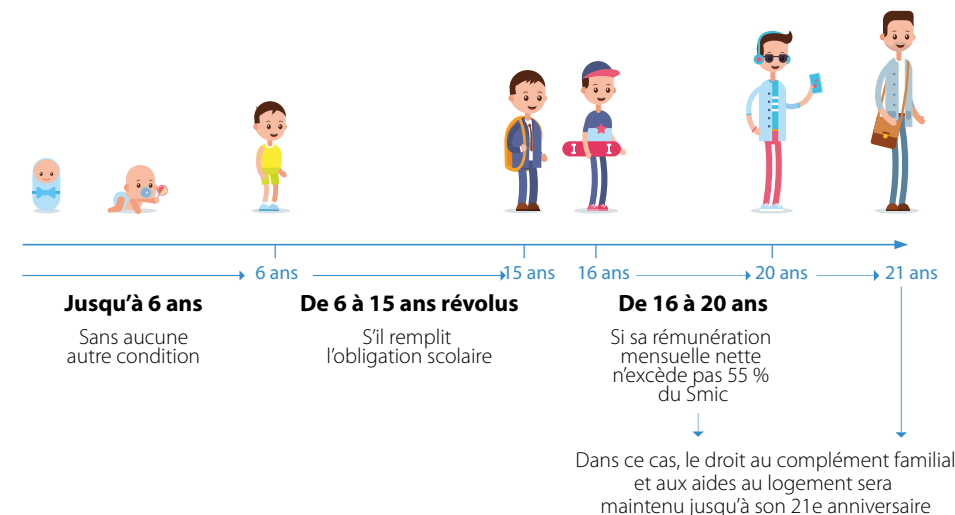 6 ans
15 ans
16 ans
20 ans
21 ans
Jusqu'à 6 ans
Sans aucune
autre condition
De 6 à 15 ans révolus
S'il remplit
l'obligation scolaire
De 16 à 20 ans
Si sa rémunération
mensuelle nette
n'excède pas 55 %
du Smic
Dans ce cas, le droit au complément familial
et aux aides au logement sera
maintenu jusqu'à son 21e anniversaire